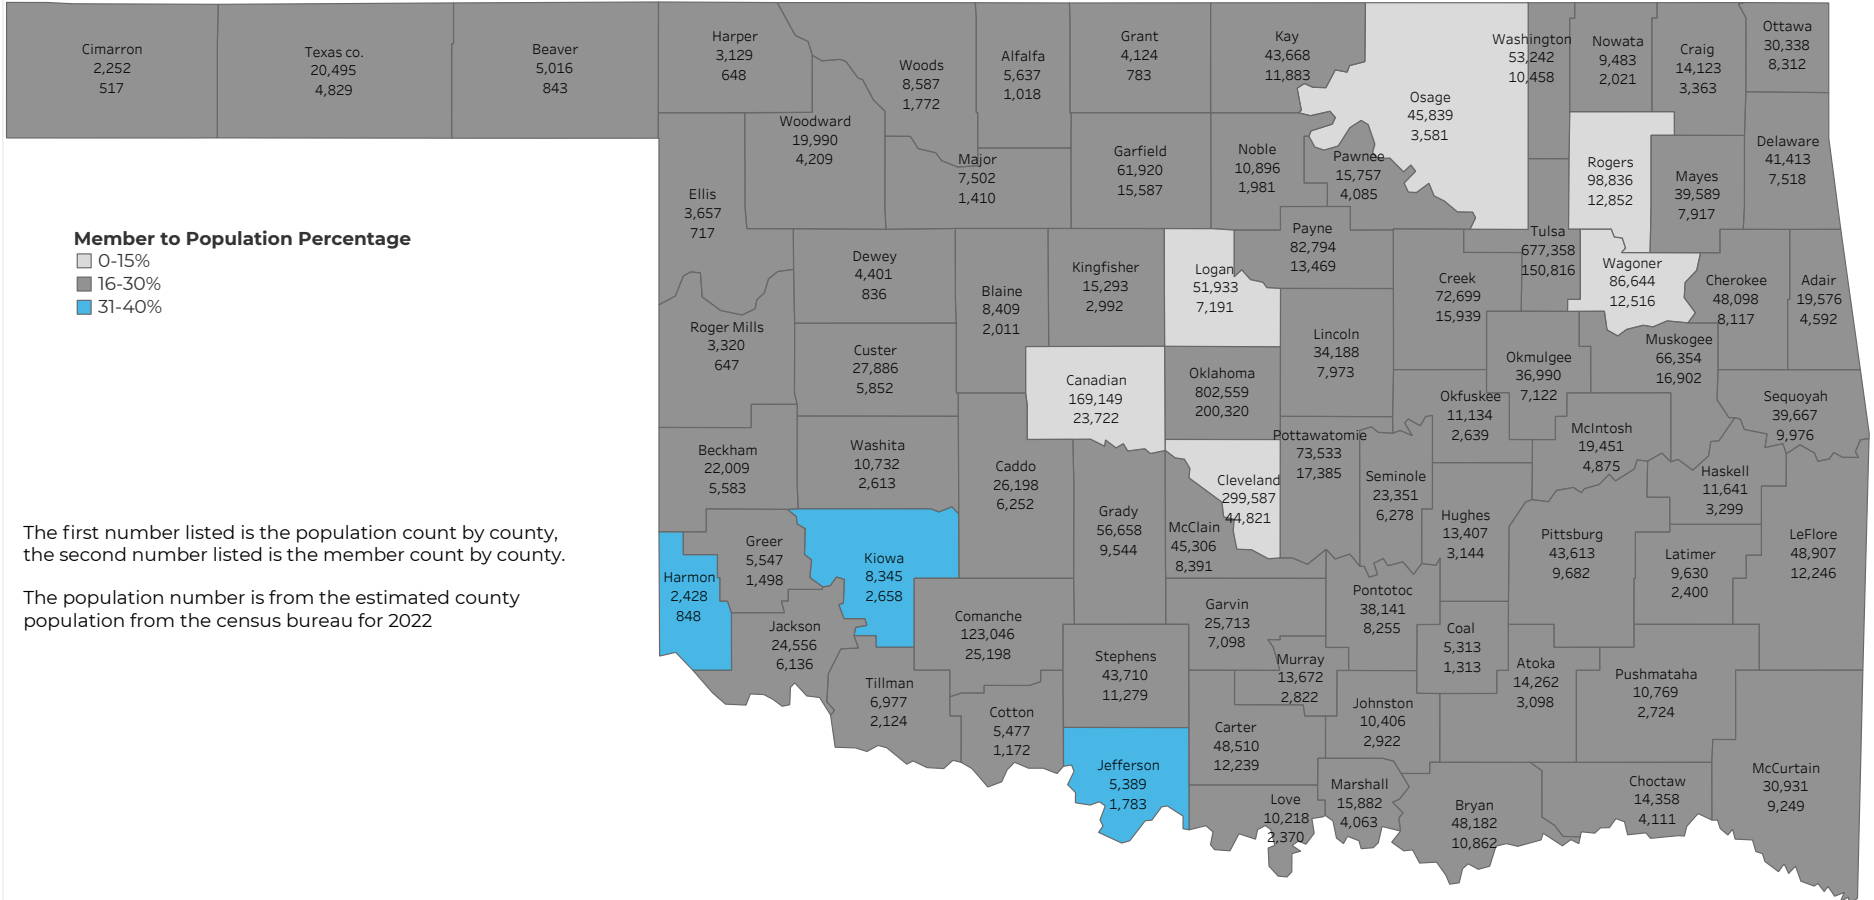 Cimarron
2,252
517
Texas co.
20,495
4,829
Beaver
5,016
843
Harper
3,129
648
Woods
8,587
1,772
Alfalfa
5,637
1,018
Grant
4,124
783
Kay
43,668
11,883
Osage
45,839
3,581
Washington
53,242
10,458
Nowata
9,483
2,021
Craig
14,123
3,363
Ottawa
30,338
8,312
Woodward
19,990
4,209
Major
7,502
1,410
Garfield
61,920
15,587
Noble
10,896
1,981
Pawnee
15,757
4,085
Rogers
98,836
12,852
Mayes
39,589
7,917
Delaware
41,413
7,518
Ellis
3,657
717
Member to Population Percentage
0-15%
16-30%
31-40%
Dewey
4,401
836
Blaine
8,409
2,011
Kingfisher
15,293
2,992
Logan
51,933
7,191
Payne
82,794
13,469
Creek
72,699
15,939
Tulsa
677,358
150,816
Wagoner
86,644
12,516
Cherokee
48,098
8,117
Adair
19,576
4,592
Roger Mills
3,320
647
Custer
27,886
5,852
Canadian
169,149
23,722
Oklahoma
802,559
200,320
Lincoln
34,188
7,973
Okmulgee
36,990
7,122
Muskogee
66,354
16,902
Okfuskee
11,134
2,639
McIntosh
19,451
4,875
Sequoyah
39,667
9,976
Beckham
22,009
5,583
Washita
10,732
2,613
Caddo
26,198
6,252
Grady
56,658
9,544
McClain
45,306
8,391
Cleveland
299,587
44,821
Pottawatomie
73,533
17,385
Seminole
23,351
6,278
Hughes
13,407
3,144
Pittsburg
43,613
9,682
Haskell
11,641
3,299
Latimer
9,630
2,400
LeFlore
48,907
12,246
The first number listed is the population count by county,
the second number listed is the member count by county.
The population number is from the estimated county
population from the census bureau for 2022
Harmon
2,428
848
Greer
5,547
1,498
Kiowa
8,345
2,658
Jackson
24,556
6,136
Comanche
123,046
25,198
Tillman
6,977
2,124
Cotton
5,477
1,172
Stephens
43,710
11,279
Garvin
25,713
7,098
Murray
13,672
2,822
Pontotoc
38,141
8,255
Coal
5,313
1,313
Atoka
14,262
3,098
Pushmataha
10,769
2,724
Jefferson
5,389
1,783
Carter
48,510
12,239
Johnston
10,406
2,922
Love
10,218
2,370
Marshall
15,882
4,063
Bryan
48,182
10,862
Choctaw
14,358
4,111
McCurtain
30,931
9,249